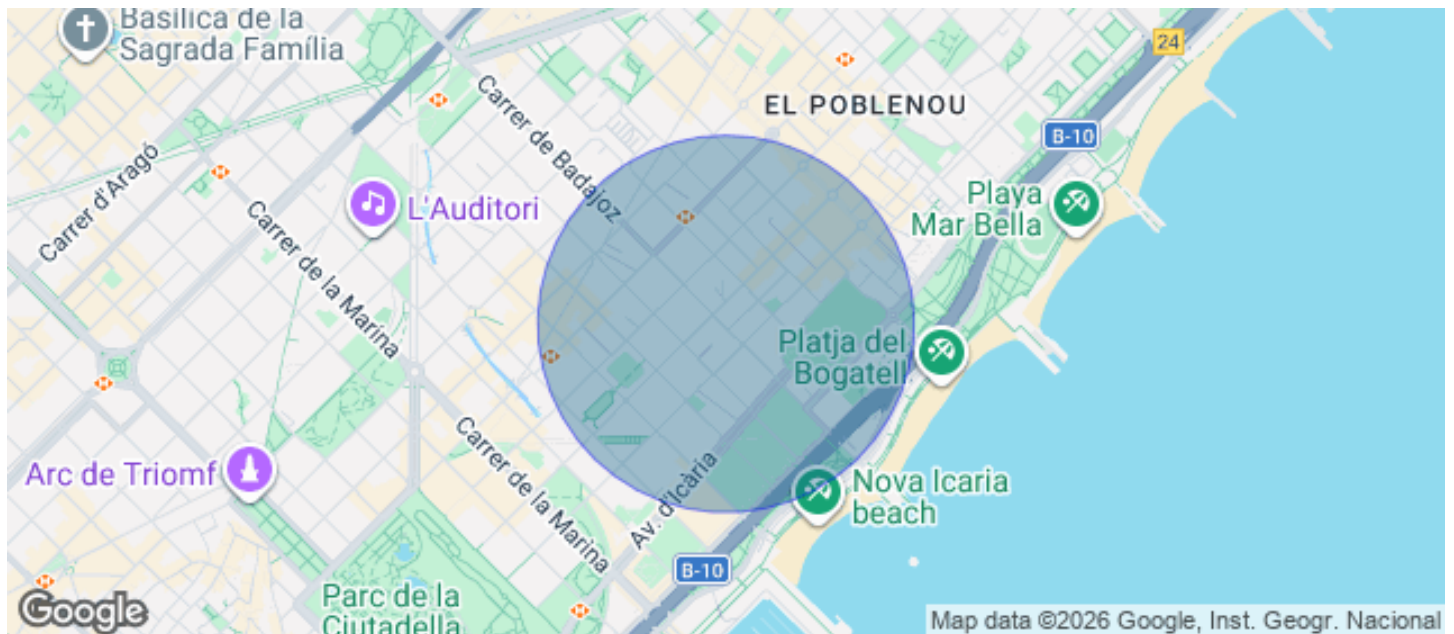 Basílica de la
Sagrada Família
24
EL POBLENOU
B-10
Carrer de Badajoz
Carrer d'Aragó
L'Auditori
Playa
Mar Bella
Carrer de la Marina
Platja del
Bogatell
Arc de Triomf
Carrer de la Marina
Av. d'Icària
Nova Icaria
beach
B-10
Parc de la
Ciutadella
Google
Map data ©2026 Google, Inst. Geogr. Nacional